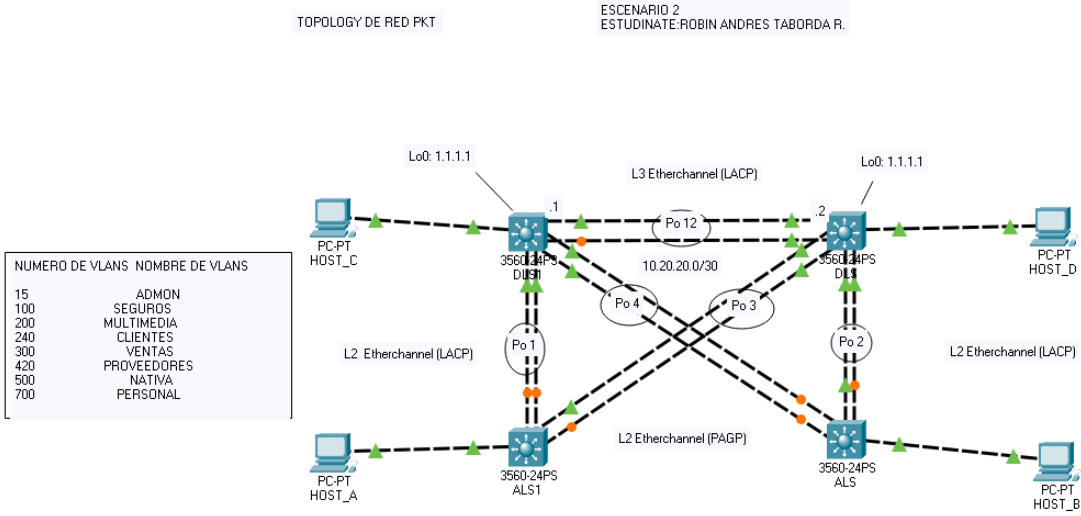 TOPOLOGY DE RED PKT
ESCENARIO 2
ESTUDINATE:ROBIN ANDRES TABORDA R.
Lo0: 1.1.1.1
L3 Etherchannel (LACP)
Lo0: 1.1.1.1
.1
Po 12
.2
PC-PT
HOST_C
3560-24PS
DLS1
10.20.20.0/30
3560-24PS
DLS
PC-PT
HOST_D
NUMERO DE VLANS NOMBRE DE VLANS
15 ADMON
100 SEGUROS
200 MULTIMEDIA
240 CLIENTES
300 VENTAS
420 PROVEEDORES
500 NATIVA
700 PERSONAL
Po 4
Po 3
L2 Etherchannel (LACP)
Po 1
Po 2
L2 Etherchannel (LACP)
L2 Etherchannel (PAGP)
PC-PT
HOST_A
3560-24PS
ALS1
3560-24PS
ALS
PC-PT
HOST_B